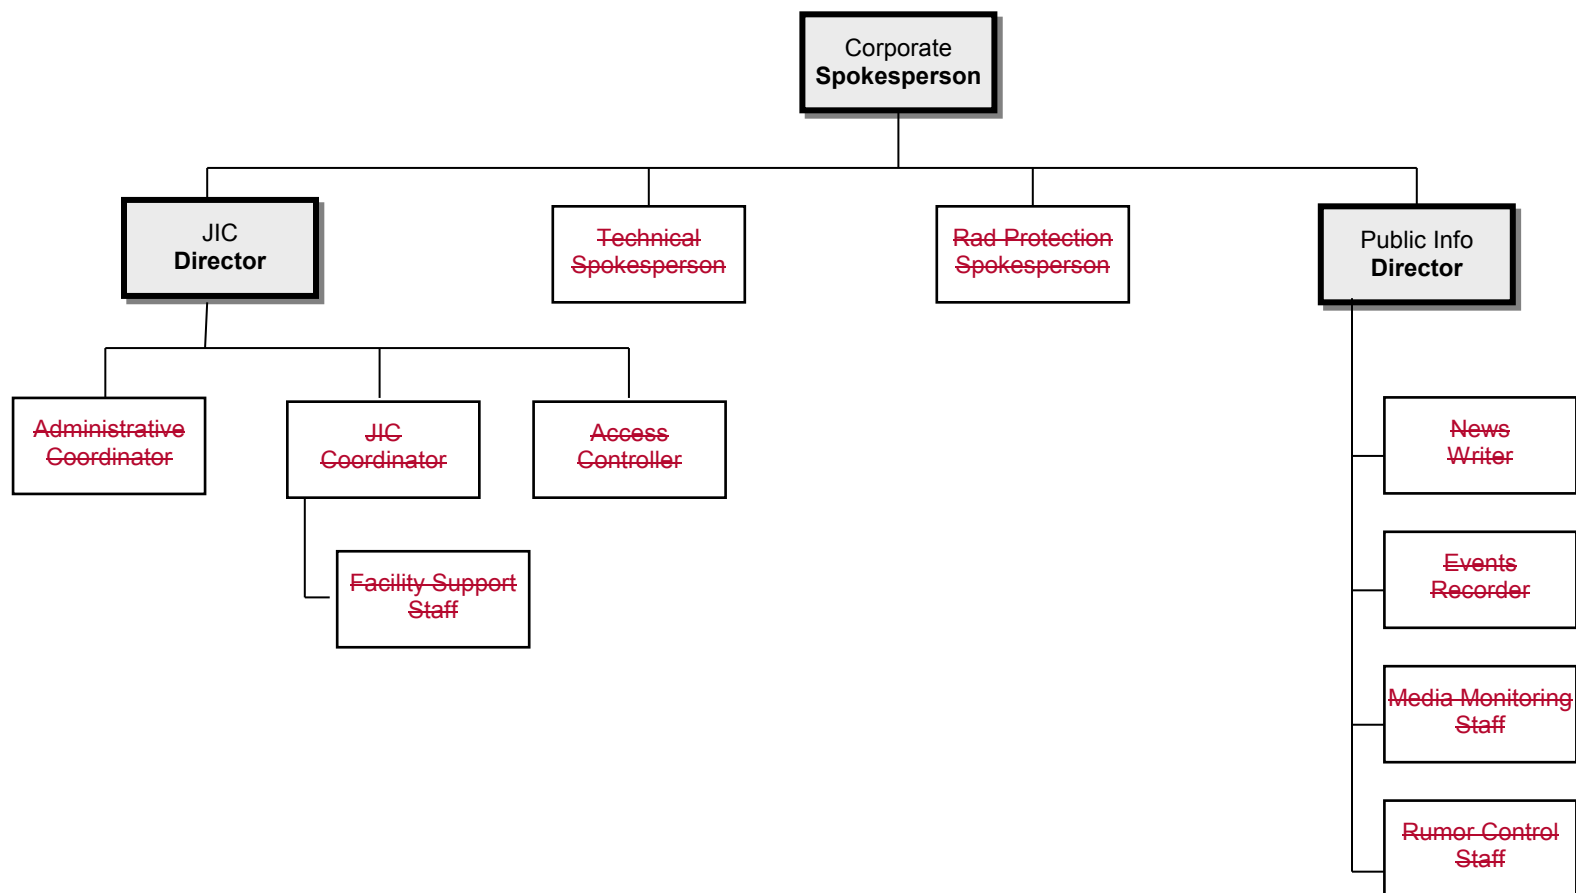 Corporate
Spokesperson
JIC
Director
Technical
Spokesperson
Rad Protection
Spokesperson
Public Info
Director
Administrative
Coordinator
JIC
Coordinator
Access
Controller
News
Writer
Facility Support
Staff
Events
Recorder
Media Monitoring
Staff
Rumor Control
Staff